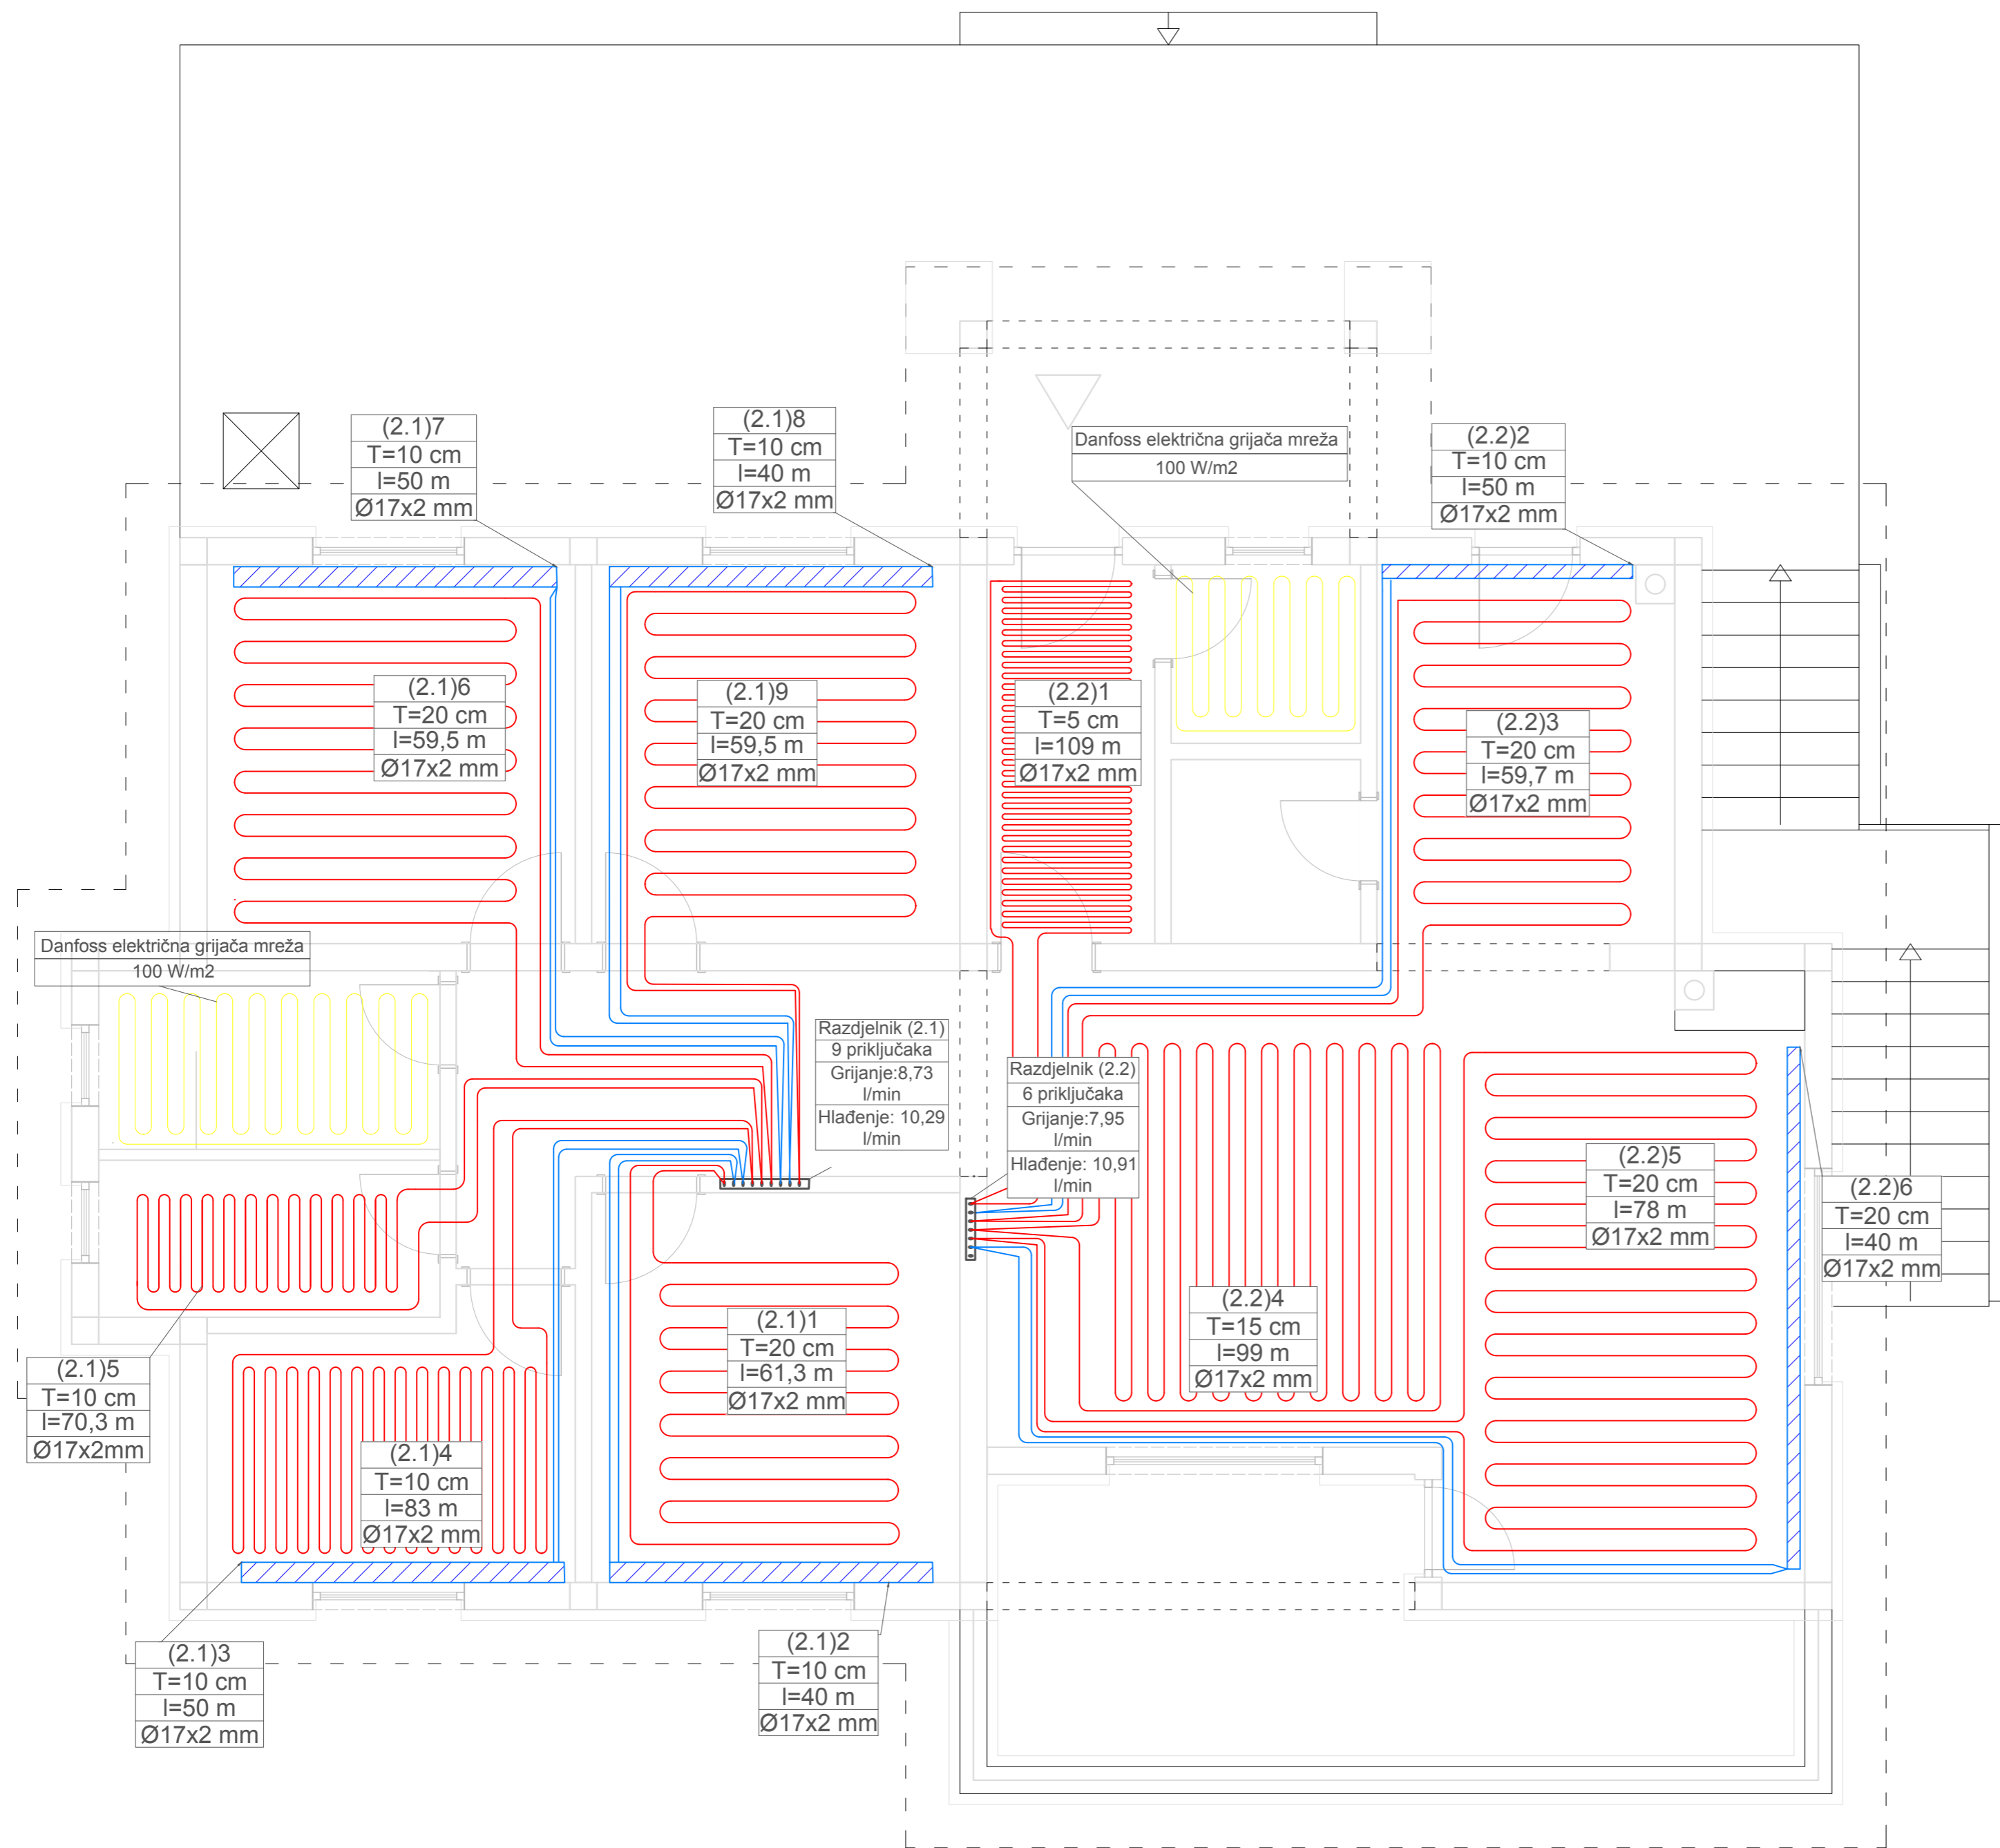 (2.1)7
T=10 cm
l=50 m
Ø17x2 mm
(2.1)8
T=10 cm
l=40 m
Ø17x2 mm
Danfoss električna grijača mreža
100 W/m2
(2.2)2
T=10 cm
l=50 m
Ø17x2 mm
(2.1)6
T=20 cm
l=59,5 m
Ø17x2 mm
(2.1)9
T=20 cm
l=59,5 m
Ø17x2 mm
(2.2)1
T=5 cm
l=109 m
Ø17x2 mm
(2.2)3
T=20 cm
l=59,7 m
Ø17x2 mm
Danfoss električna grijača mreža
100 W/m2
Razdjelnik (2.1)
9 priključaka
Grijanje:8,73
l/min
Hlađenje: 10,29
l/min
Razdjelnik (2.2)
6 priključaka
Grijanje:7,95
l/min
Hlađenje: 10,91
l/min
(2.2)5
T=20 cm
l=78 m
Ø17x2 mm
(2.2)6
T=20 cm
l=40 m
Ø17x2 mm
(2.2)4
T=15 cm
l=99 m
Ø17x2 mm
(2.1)1
T=20 cm
l=61,3 m
Ø17x2 mm
(2.1)5
T=10 cm
l=70,3 m
Ø17x2mm
(2.1)4
T=10 cm
l=83 m
Ø17x2 mm
(2.1)3
T=10 cm
l=50 m
Ø17x2 mm
(2.1)2
T=10 cm
l=40 m
Ø17x2 mm